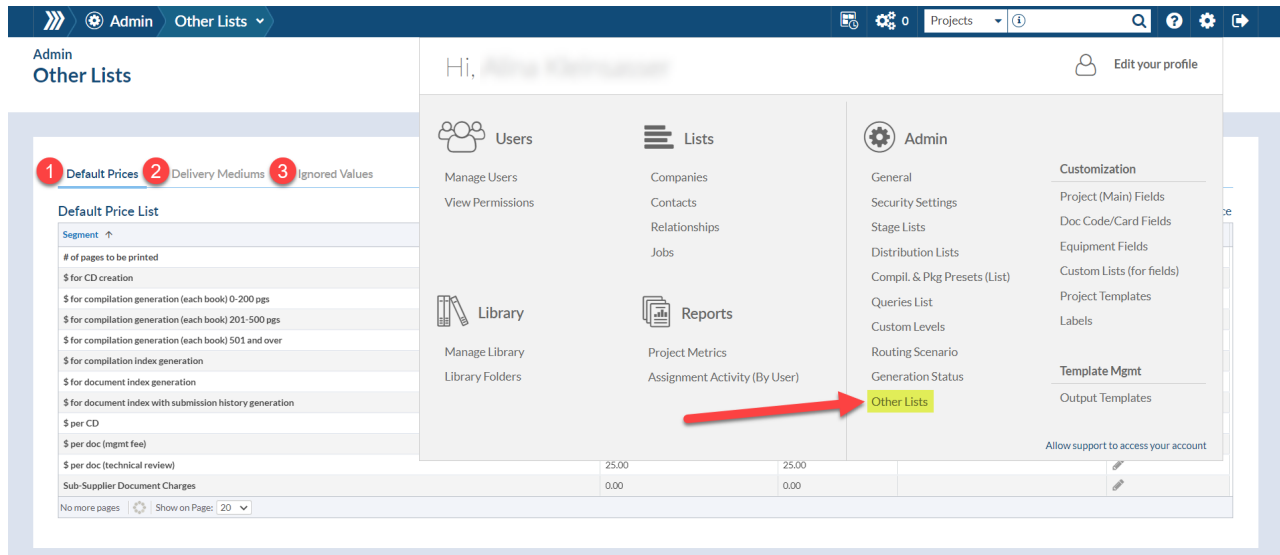 Admin Other Lists
0 Projects
Admin
Other Lists
Hi,
Edit your profile
Users
Manage Users
View Permissions
Lists
Companies
Contacts
Relationships
Jobs
Library
Manage Library
Library Folders
Reports
Project Metrics
Assignment Activity (By User)
Admin
General
Security Settings
Stage Lists
Distribution Lists
Compil. & Pkg Presets (List)
Queries List
Custom Levels
Routing Scenario
Generation Status
Other Lists
Customization
Project (Main) Fields
Doc Code/Card Fields
Equipment Fields
Custom Lists (for fields)
Project Templates
Labels
Template Mgmt
Output Templates
Allow support to access your account
1 Default Prices 2 Delivery Mediums 3 Ignored Values
Default Price List
Segment
# of pages to be printed
$ for CD creation
$ for compilation generation (each book) 0-200 pgs
$ for compilation generation (each book) 201-500 pgs
$ for compilation generation (each book) 501 and over
$ for compilation index generation
$ for document index generation
$ for document index with submission history generation
$ per CD
$ per doc (mgmt fee)
$ per doc (technical review) 25.00 25.00
Sub-Supplier Document Charges 0.00 0.00
No more pages Show on Page: 20